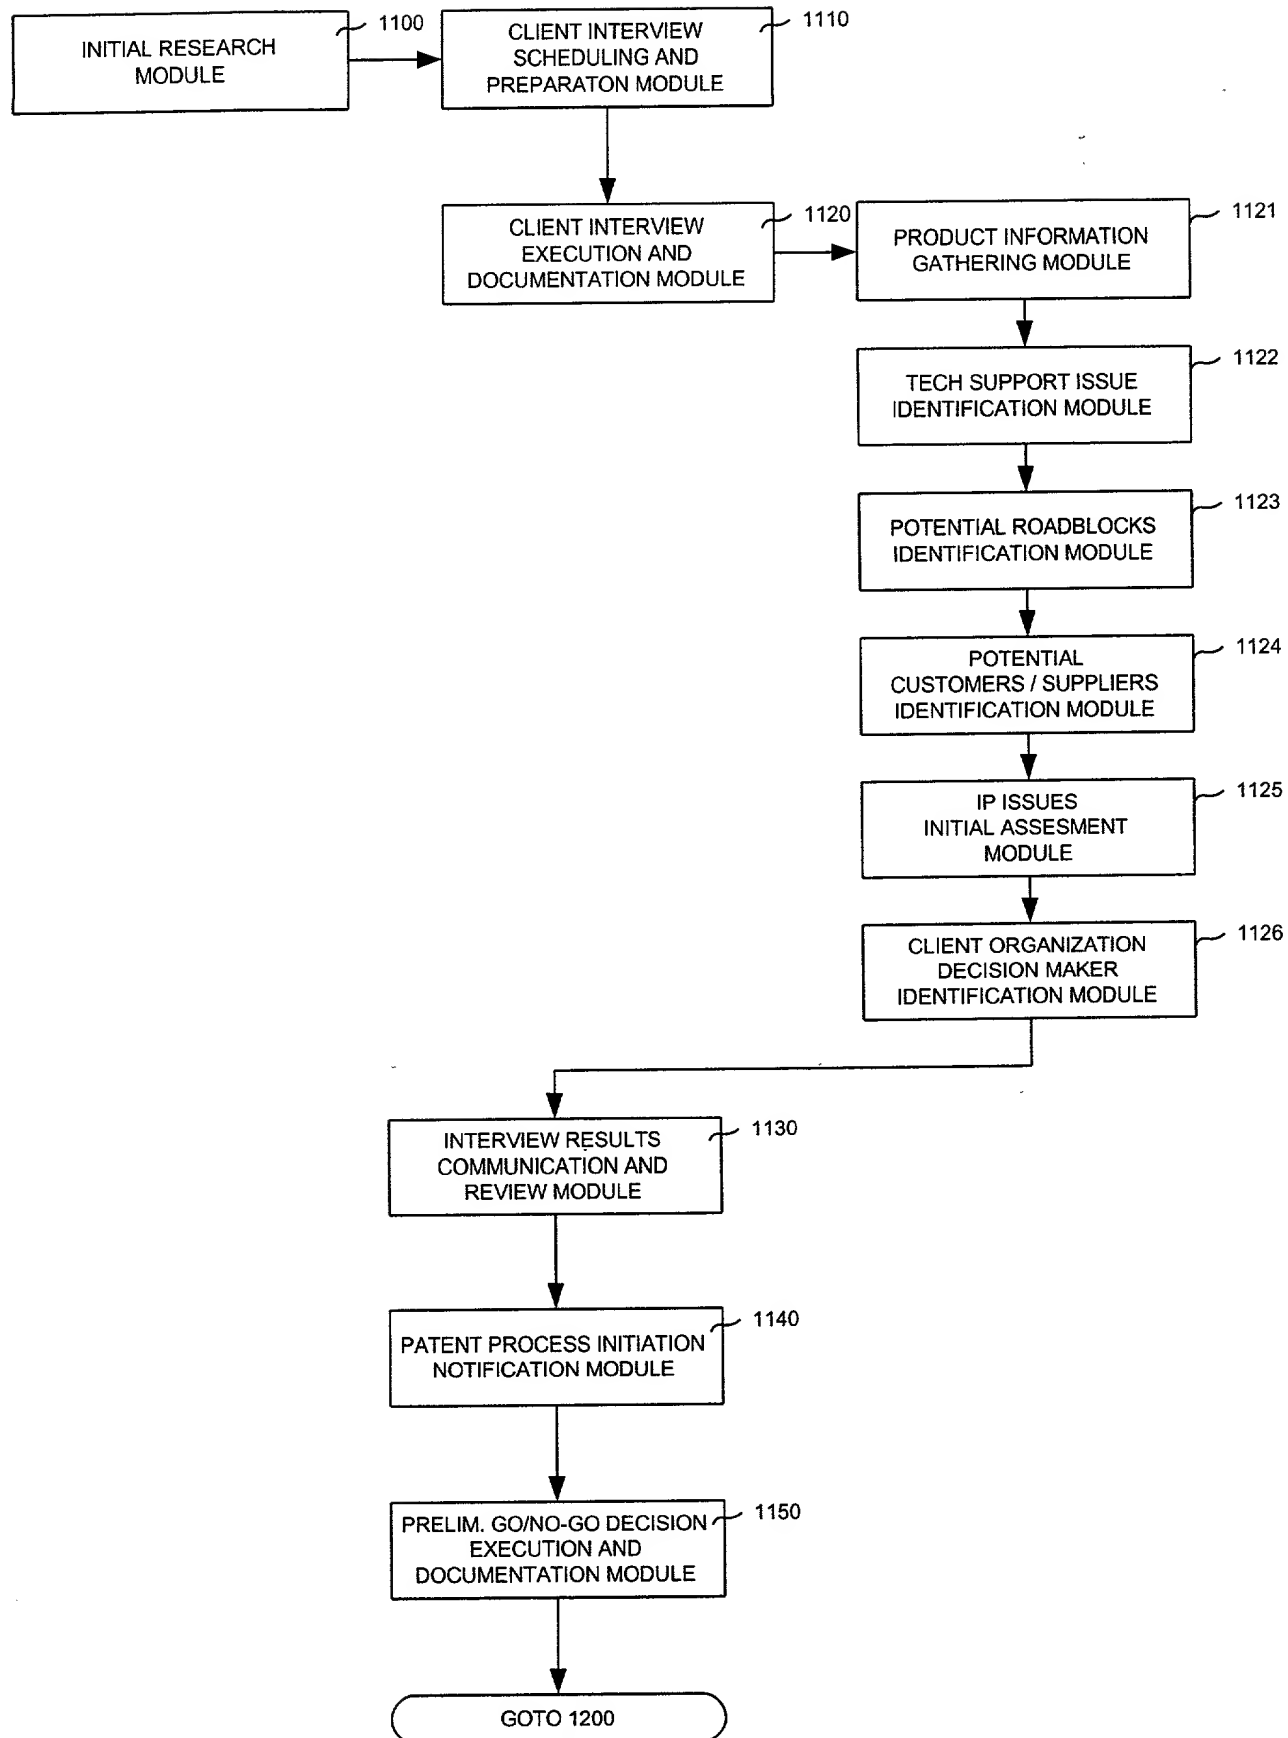 1100
INITIAL RESEARCH
MODULE
1110
CLIENT INTERVIEW
SCHEDULING AND
PREPARATON MODULE
1120
CLIENT INTERVIEW
EXECUTION AND
DOCUMENTATION MODULE
1121
PRODUCT INFORMATION
GATHERING MODULE
1122
TECH SUPPORT ISSUE
IDENTIFICATION MODULE
1123
POTENTIAL ROADBLOCKS
IDENTIFICATION MODULE
1124
POTENTIAL
CUSTOMERS / SUPPLIERS
IDENTIFICATION MODULE
1125
IP ISSUES
INITIAL ASSESMENT
MODULE
1126
CLIENT ORGANIZATION
DECISION MAKER
IDENTIFICATION MODULE
1130
INTERVIEW RESULTS
COMMUNICATION AND
REVIEW MODULE
1140
PATENT PROCESS INITIATION
NOTIFICATION MODULE
1150
PRELIM. GO/NO-GO DECISION
EXECUTION AND
DOCUMENTATION MODULE
GOTO 1200